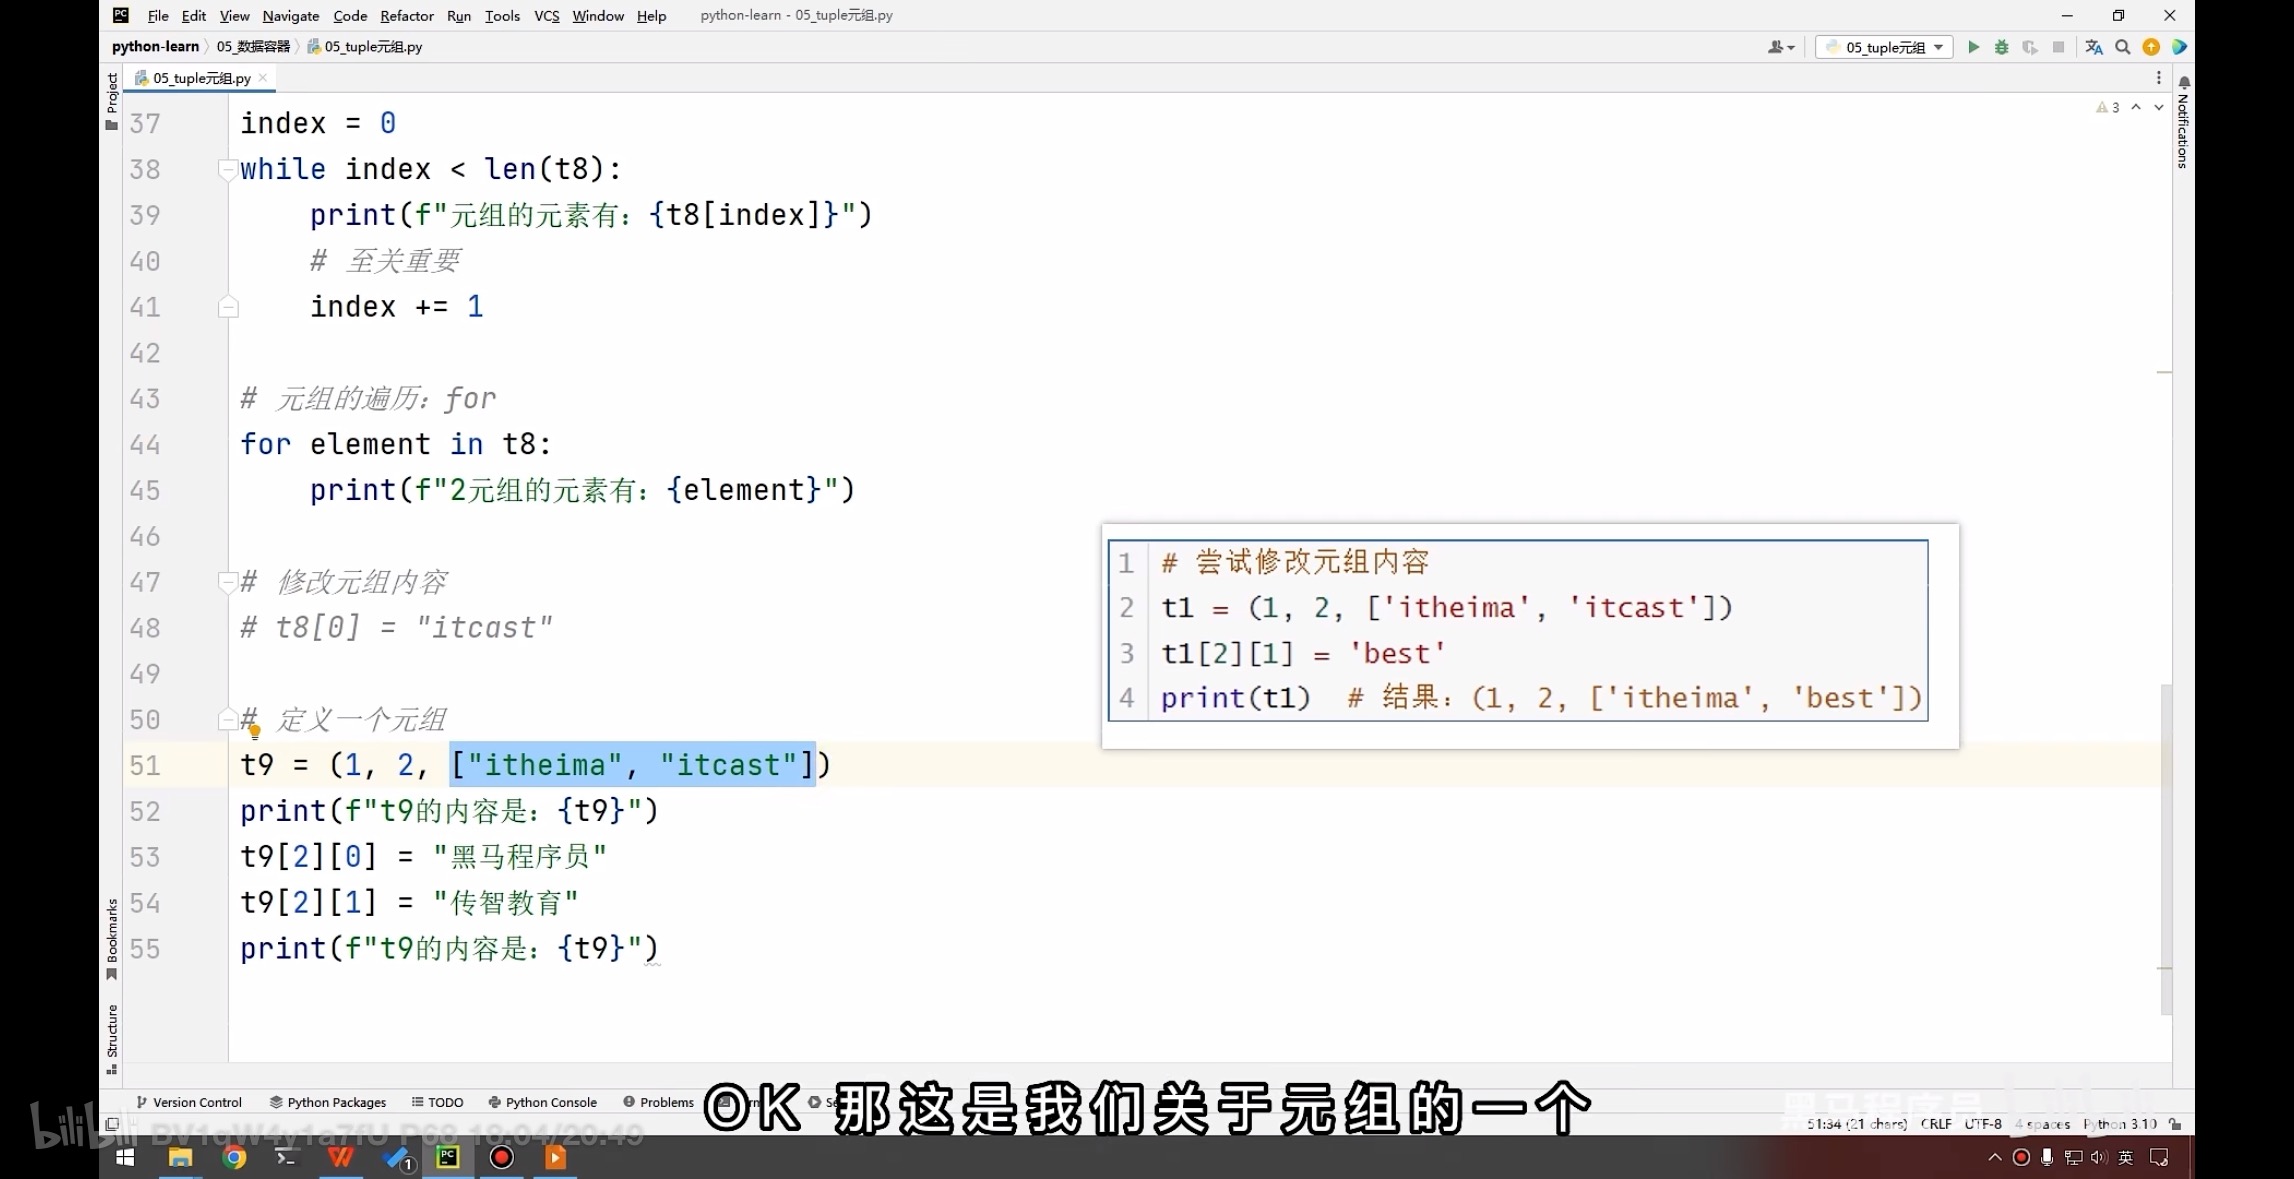 File Edit View Navigate Code Refactor Run Tools VCS Window Help python-learn - 05_tuple元组.py
python-learn 05_数据容器 05_tuple元组.py 05_tuple元组
05_tuple元组.py
Project
Notifications
3
37 index = 0
38 while index < len(t8):
39 print(f"元组的元素有：{t8[index]}")
40 # 至关重要
41 index += 1
42
43 # 元组的遍历：for
44 for element in t8:
45 print(f"2元组的元素有：{element}")
46
47 # 修改元组内容
48 # t8[0] = "itcast"
49
50 # 定义一个元组
51 t9 = (1, 2, ["itheima", "itcast"])
52 print(f"t9的内容是：{t9}")
53 t9[2][0] = "黑马程序员"
54 t9[2][1] = "传智教育"
55 print(f"t9的内容是：{t9}")
1 # 尝试修改元组内容
2 t1 = (1, 2, ['itheima', 'itcast'])
3 t1[2][1] = 'best'
4 print(t1) # 结果：(1, 2, ['itheima', 'best'])
Bookmarks
Structure
Version Control Python Packages TODO Python Console Problems
OK 那这是我们关于元组的一个
黑马程序员
bilibili BV1qW4y1a7fU P68 18:04/20:49
51:34 (21 chars) CRLF UTF-8 4 spaces Python 3.10
英